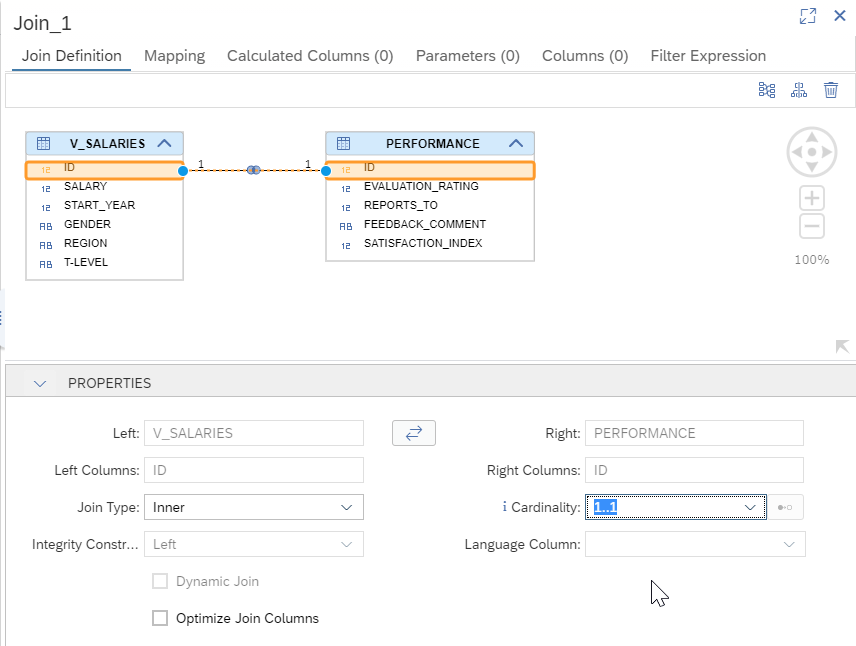 Join_1
Join Definition Mapping Calculated Columns (0) Parameters (0) Columns (0) Filter Expression
V_SALARIES
12 ID
12 SALARY
12 START_YEAR
AB GENDER
AB REGION
AB T-LEVEL
1 1
PERFORMANCE
12 ID
12 EVALUATION_RATING
12 REPORTS_TO
AB FEEDBACK_COMMENT
12 SATISFACTION_INDEX
100%
PROPERTIES
Left: V_SALARIES Right: PERFORMANCE
Left Columns: ID Right Columns: ID
Join Type: Inner i Cardinality: 1..1
Integrity Constr... Left Language Column:
Dynamic Join
Optimize Join Columns